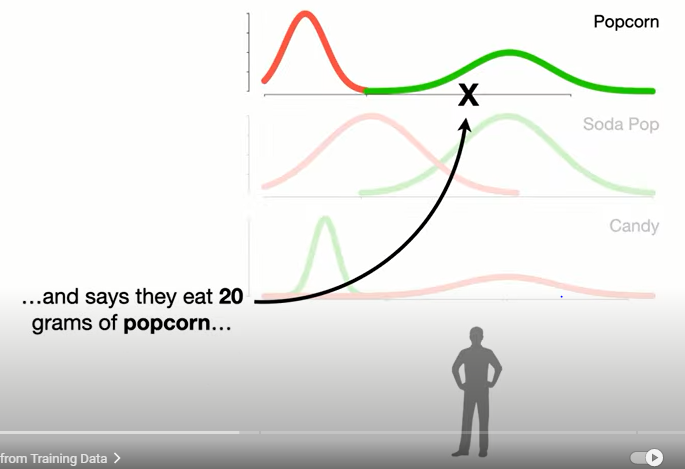 Popcorn
X
Soda Pop
Candy
…and says they eat 20
grams of popcorn…
from Training Data